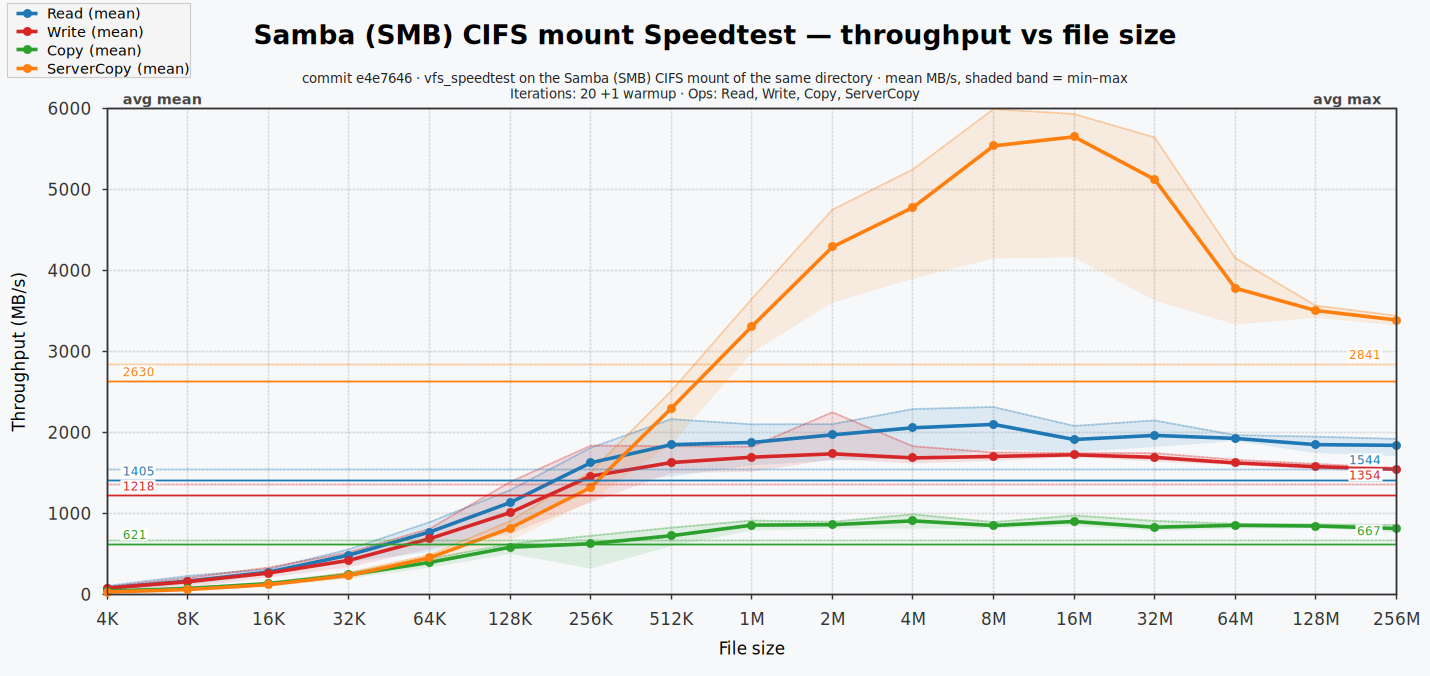 Read (mean)
Write (mean)
Copy (mean)
ServerCopy (mean)
Samba (SMB) CIFS mount Speedtest — throughput vs file size
commit e4e7646 · vfs_speedtest on the Samba (SMB) CIFS mount of the same directory · mean MB/s, shaded band = min–max
Iterations: 20 +1 warmup · Ops: Read, Write, Copy, ServerCopy
avg mean
avg max
6000
5000
4000
3000
2000
1000
0
Throughput (MB/s)
2630
1405
1218
621
2841
1544
1354
667
4K
8K
16K
32K
64K
128K
256K
512K
1M
2M
4M
8M
16M
32M
64M
128M
256M
File size